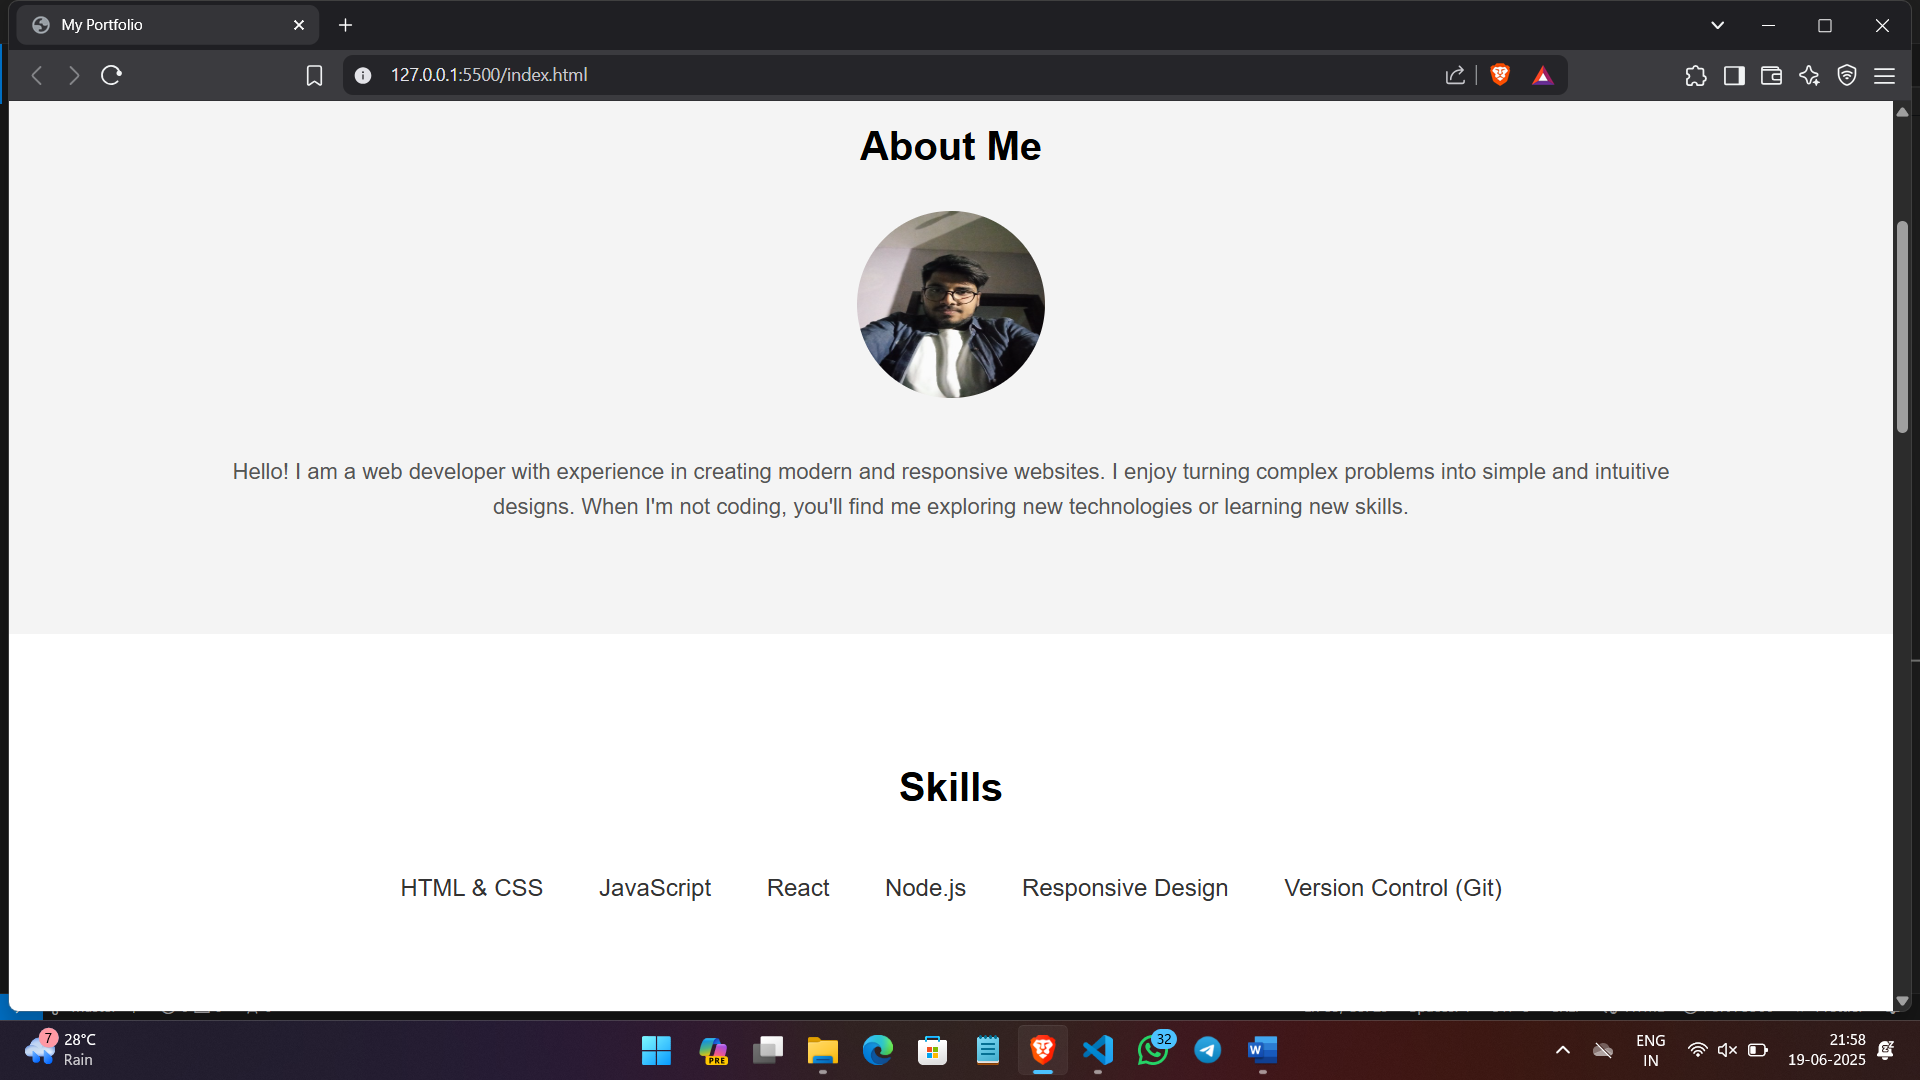 My Portfolio
127.0.0.1:5500/index.html
About Me
Hello! I am a web developer with experience in creating modern and responsive websites. I enjoy turning complex problems into simple and intuitive
designs. When I'm not coding, you'll find me exploring new technologies or learning new skills.
Skills
HTML & CSS JavaScript React Node.js Responsive Design Version Control (Git)
7
28°C
Rain
PRE
32
W
ENG
IN
21:58
19-06-2025